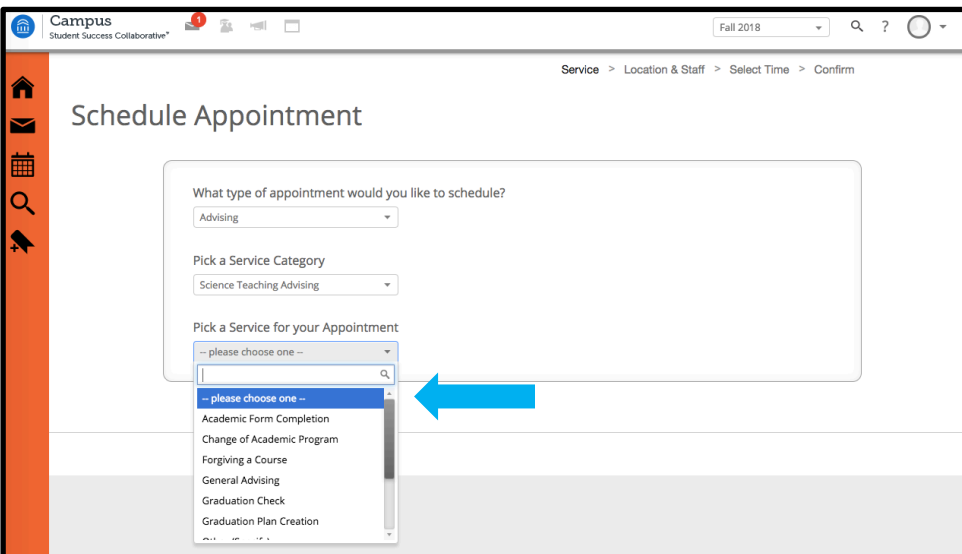 Campus
Student Success Collaborative™
1
Fall 2018
?
Service > Location & Staff > Select Time > Confirm
Schedule Appointment
What type of appointment would you like to schedule?
Advising
Pick a Service Category
Science Teaching Advising
Pick a Service for your Appointment
-- please choose one --
-- please choose one --
Academic Form Completion
Change of Academic Program
Forgiving a Course
General Advising
Graduation Check
Graduation Plan Creation